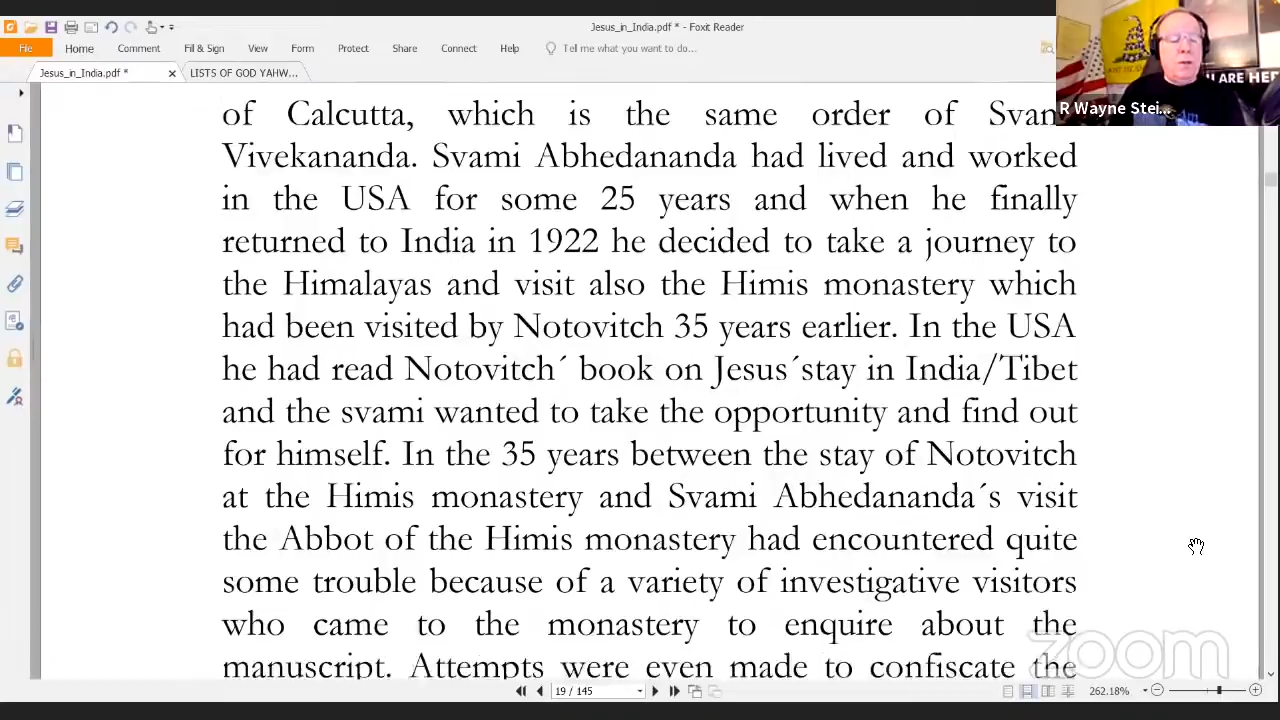 Jesus_in_India.pdf * - Foxit Reader
File Home Comment Fill & Sign View Form Protect Share Connect Help Tell me what you want to do...
Jesus_in_India.pdf * LISTS OF GOD YAHW...
U ARE HE
R Wayne Stei...
of Calcutta, which is the same order of
Vivekananda. Svami Abhedananda had lived and worked
in the USA for some 25 years and when he finally
returned to India in 1922 he decided to take a journey to
the Himalayas and visit also the Himis monastery which
had been visited by Notovitch 35 years earlier. In the USA
he had read Notovitch´ book on Jesus´stay in India/Tibet
and the svami wanted to take the opportunity and find out
for himself. In the 35 years between the stay of Notovitch
at the Himis monastery and Svami Abhedananda´s visit
the Abbot of the Himis monastery had encountered quite
some trouble because of a variety of investigative visitors
who came to the monastery to enquire about the
manuscript. Attempts were even made to confiscate the
zoom
19 / 145 262.18%